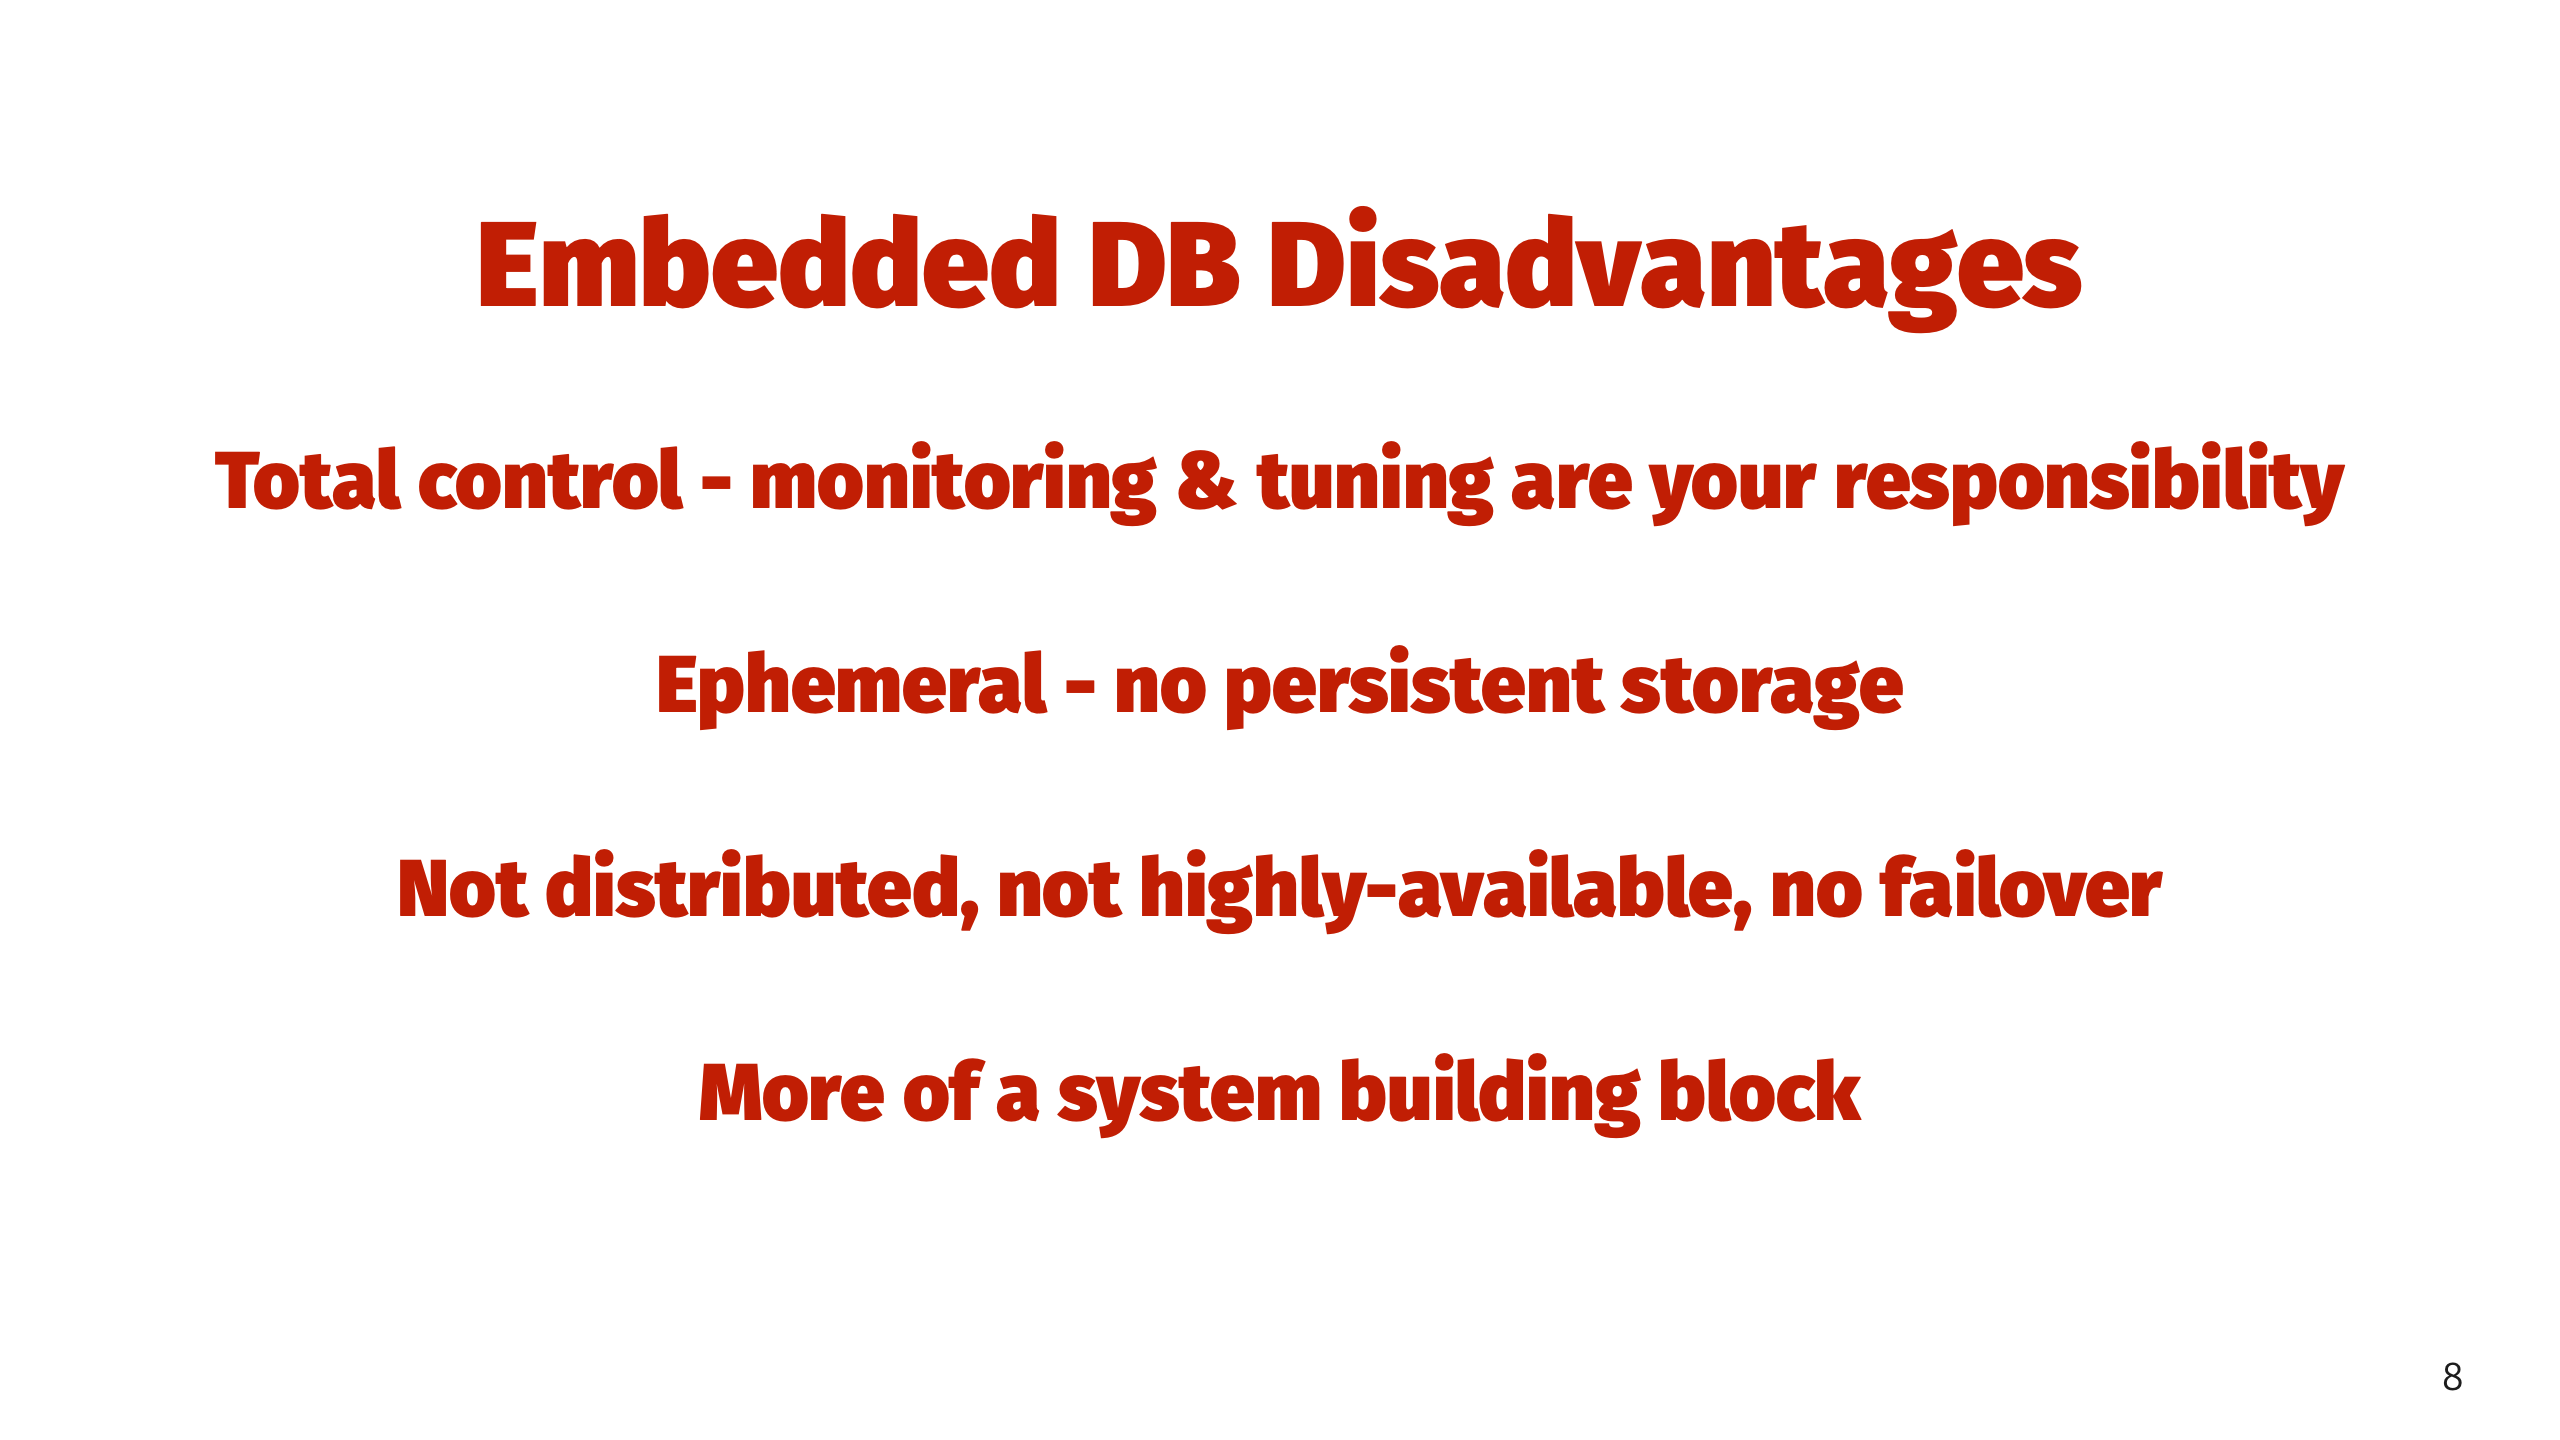 Embedded DB Disadvantages
Total control - monitoring & tuning are your responsibility
Ephemeral - no persistent storage
Not distributed, not highly-available, no failover
More of a system building block
8